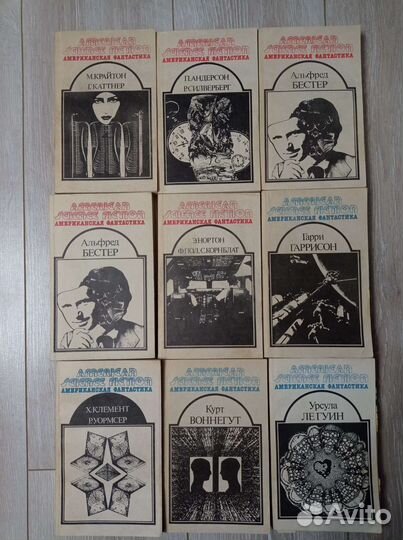 AMERICAN
SCIENCE FICTION
АМЕРИКАНСКАЯ ФАНТАСТИКА
М.КРАЙТОН
Г.КАТТНЕР
AMERICAN
SCIENCE FICTION
АМЕРИКАНСКАЯ ФАНТАСТИКА
П.АНДЕРСОН
Р.СИЛВЕРБЕРГ
AMERICAN
SCIENCE FICTION
АМЕРИКАНСКАЯ ФАНТАСТИКА
Альфред
БЕСТЕР
AMERICAN
SCIENCE FICTION
АМЕРИКАНСКАЯ ФАНТАСТИКА
Альфред
БЕСТЕР
AMERICAN
SCIENCE FICTION
АМЕРИКАНСКАЯ ФАНТАСТИКА
Э.НОРТОН
Ф.ПОЛ, С.КОРНБЛАТ
AMERICAN
SCIENCE FICTION
АМЕРИКАНСКАЯ ФАНТАСТИКА
Гарри
ГАРРИСОН
AMERICAN
SCIENCE FICTION
АМЕРИКАНСКАЯ ФАНТАСТИКА
Х.КЛЕМЕНТ
Р.УОРМСЕР
AMERICAN
SCIENCE FICTION
АМЕРИКАНСКАЯ ФАНТАСТИКА
Курт
ВОННЕГУТ
AMERICAN
SCIENCE FICTION
АМЕРИКАНСКАЯ ФАНТАСТИКА
Урсула
ЛЕ ГУИН
Avito